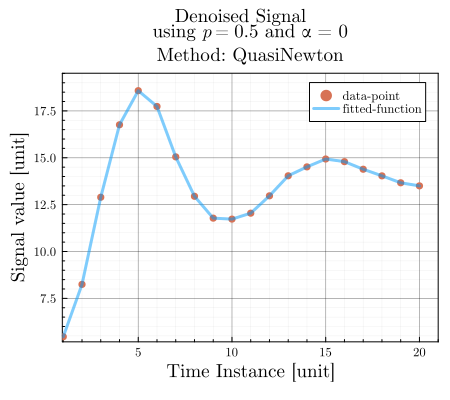 Denoised Signal
using p = 0.5 and α = 0
Method: QuasiNewton
data-point
fitted-function
Signal value [unit]
17.5
15.0
12.5
10.0
7.5
5
10
15
20
Time Instance [unit]